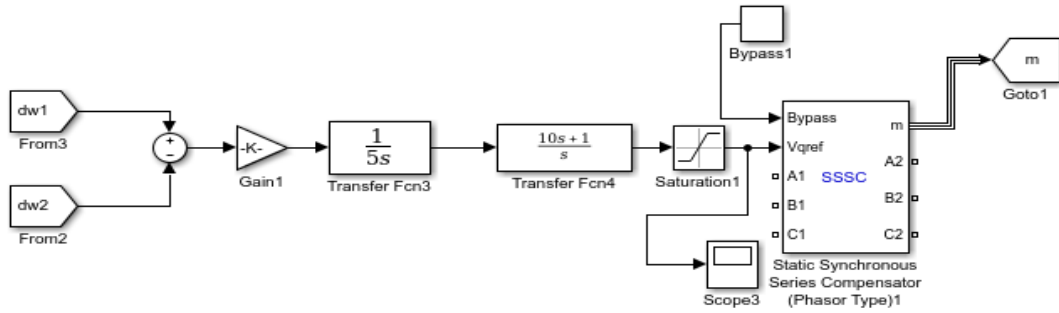 dw1
From3
dw2
From2
+
−
-K-
Gain1
1
5s
Transfer Fcn3
10s+1
s
Transfer Fcn4
Saturation1
Scope3
Bypass1
Bypass
Vqref
A1
B1
C1
SSSC
m
A2
B2
C2
Static Synchronous
Series Compensator
(Phasor Type)1
m
Goto1